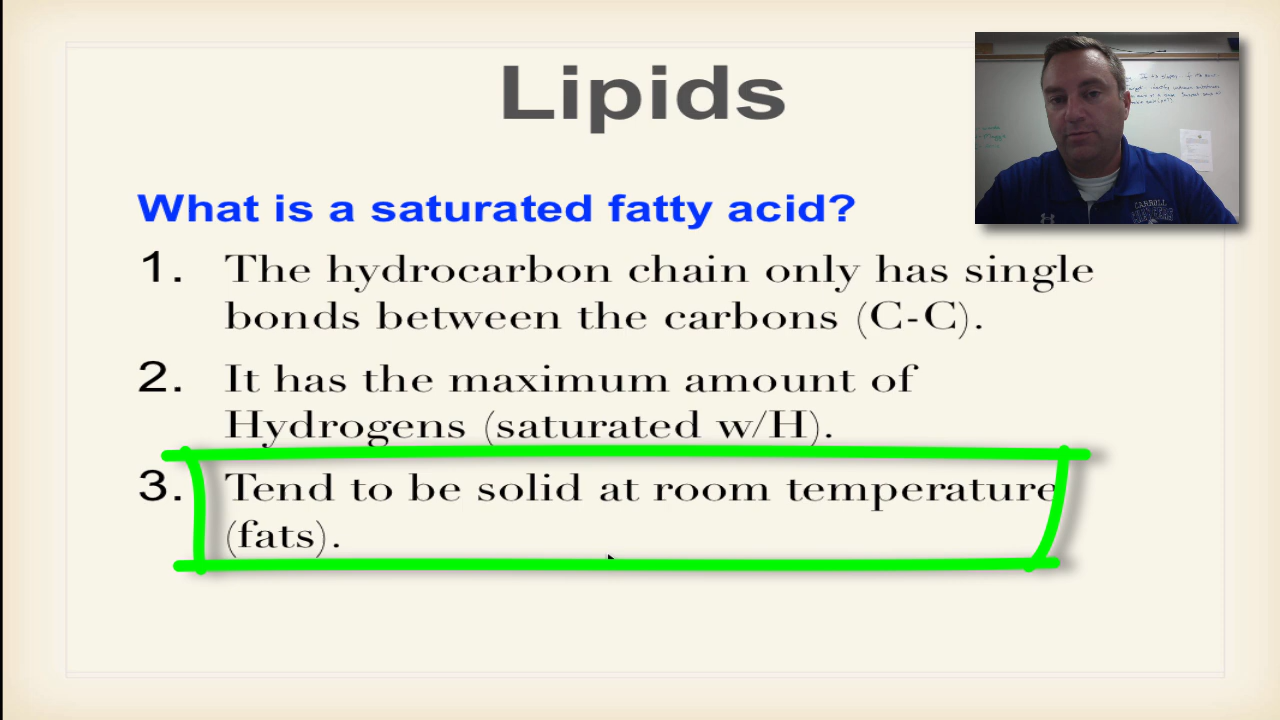 Lipids
What is a saturated fatty acid?
1. The hydrocarbon chain only has single
bonds between the carbons (C-C).
2. It has the maximum amount of
Hydrogens (saturated w/H).
3. Tend to be solid at room temperature
(fats).
CARROLL